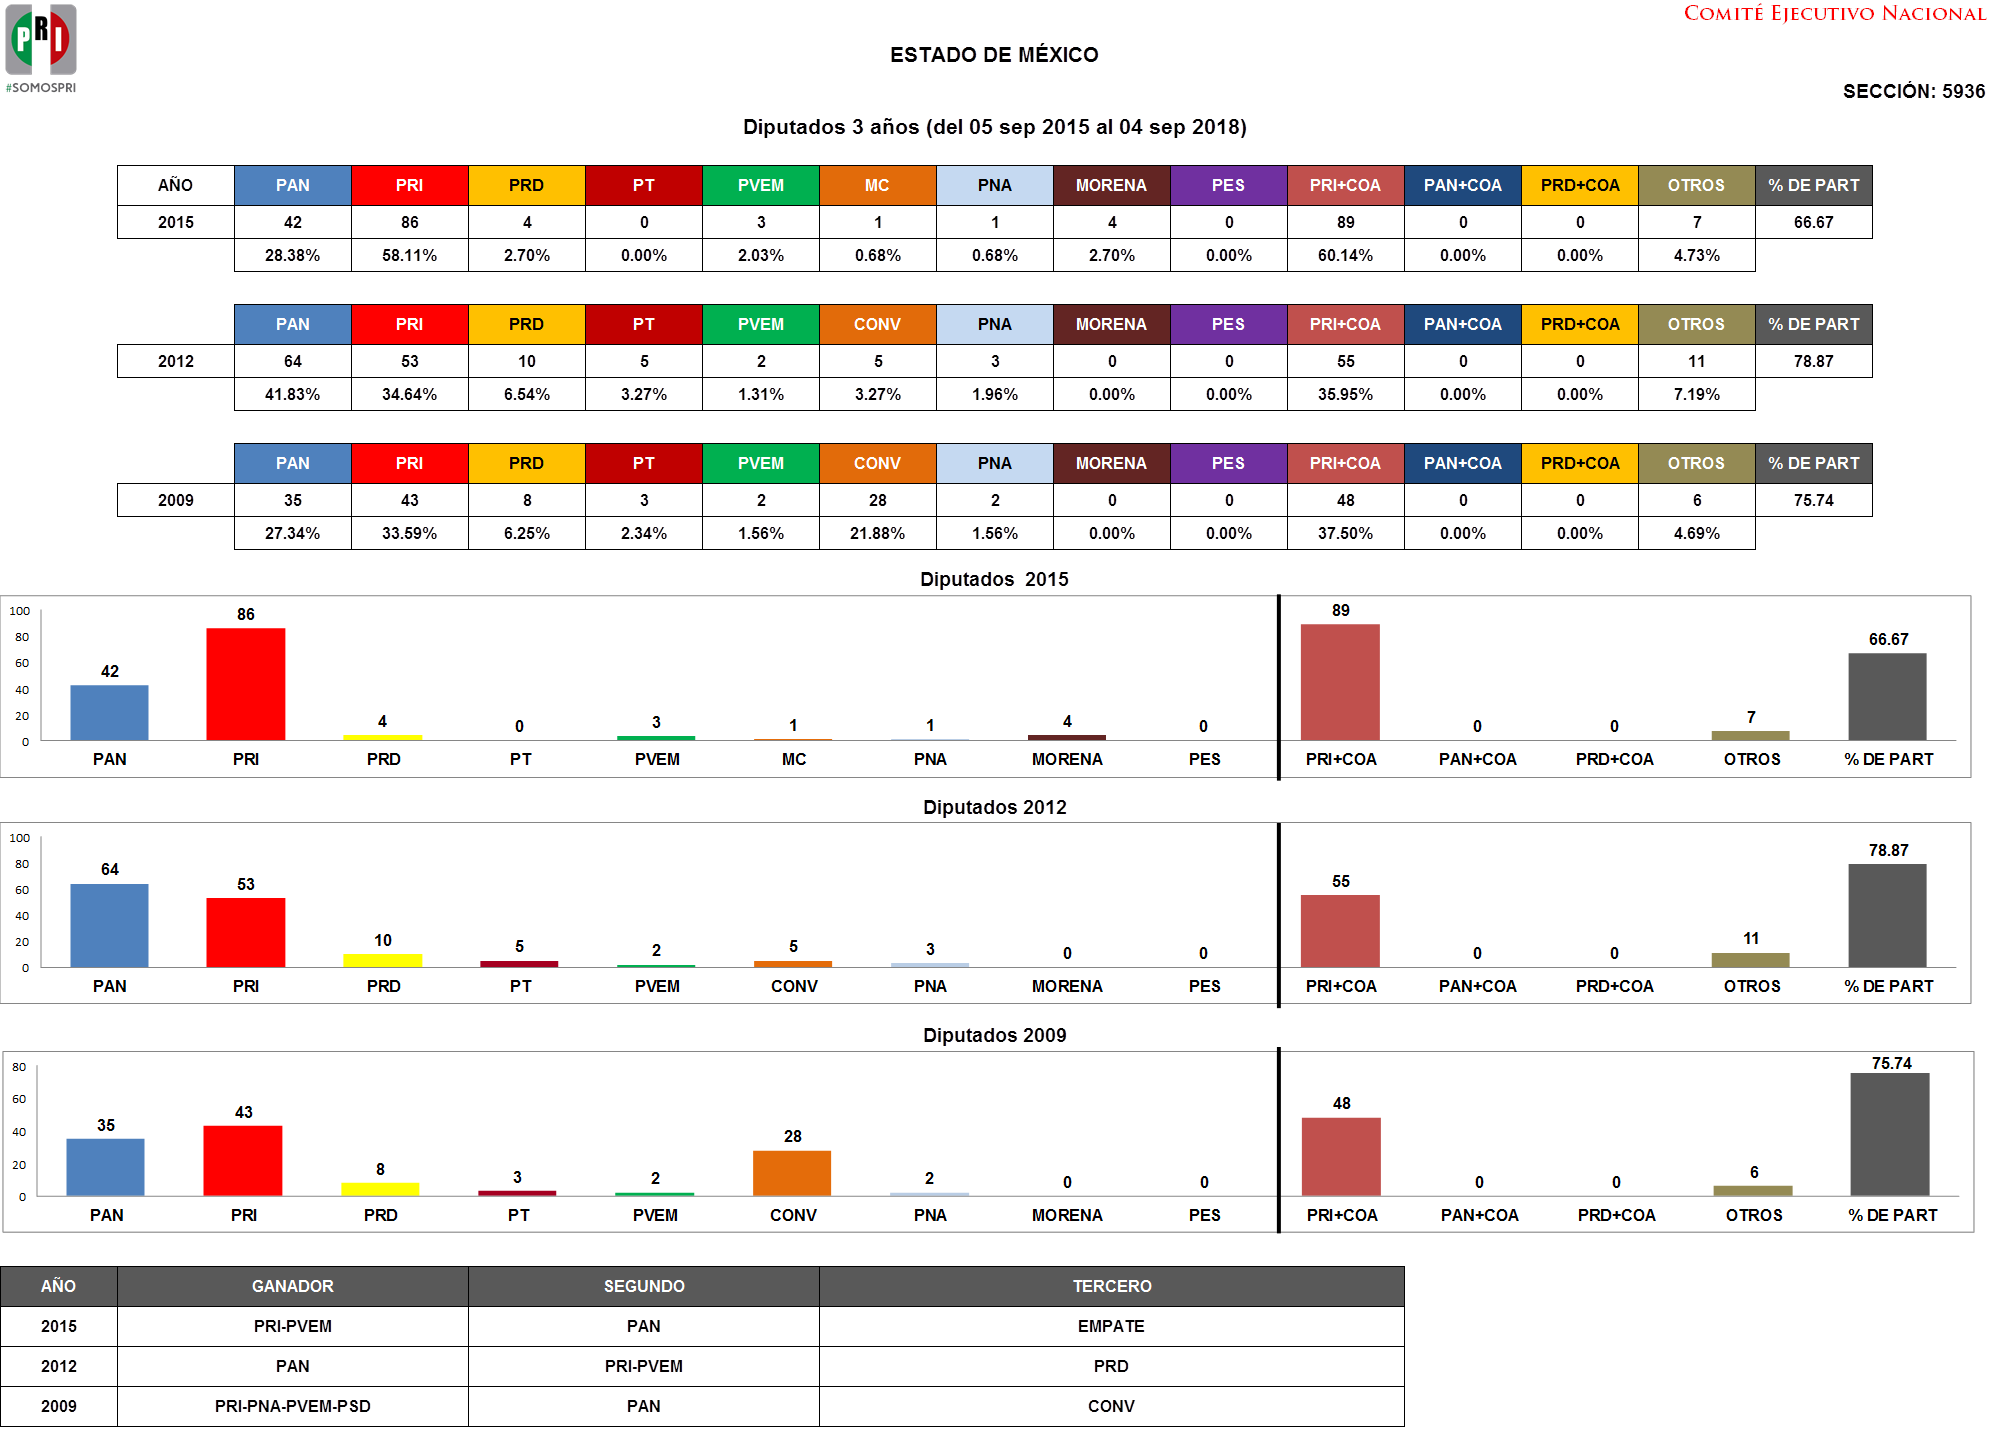 PRI
#SOMOSPRI
COMITÉ EJECUTIVO NACIONAL
ESTADO DE MÉXICO
SECCIÓN: 5936
Diputados 3 años (del 05 sep 2015 al 04 sep 2018)
AÑO PAN PRI PRD PT PVEM MC PNA MORENA PES PRI+COA PAN+COA PRD+COA OTROS % DE PART
2015 42 86 4 0 3 1 1 4 0 89 0 0 7 66.67
28.38% 58.11% 2.70% 0.00% 2.03% 0.68% 0.68% 2.70% 0.00% 60.14% 0.00% 0.00% 4.73%
PAN PRI PRD PT PVEM CONV PNA MORENA PES PRI+COA PAN+COA PRD+COA OTROS % DE PART
2012 64 53 10 5 2 5 3 0 0 55 0 0 11 78.87
41.83% 34.64% 6.54% 3.27% 1.31% 3.27% 1.96% 0.00% 0.00% 35.95% 0.00% 0.00% 7.19%
PAN PRI PRD PT PVEM CONV PNA MORENA PES PRI+COA PAN+COA PRD+COA OTROS % DE PART
2009 35 43 8 3 2 28 2 0 0 48 0 0 6 75.74
27.34% 33.59% 6.25% 2.34% 1.56% 21.88% 1.56% 0.00% 0.00% 37.50% 0.00% 0.00% 4.69%
Diputados 2015
100
80
60
40
20
0
42 86 4 0 3 1 1 4 0 89 0 0 7 66.67
PAN PRI PRD PT PVEM MC PNA MORENA PES PRI+COA PAN+COA PRD+COA OTROS % DE PART
Diputados 2012
100
80
60
40
20
0
64 53 10 5 2 5 3 0 0 55 0 0 11 78.87
PAN PRI PRD PT PVEM CONV PNA MORENA PES PRI+COA PAN+COA PRD+COA OTROS % DE PART
Diputados 2009
80
60
40
20
0
35 43 8 3 2 28 2 0 0 48 0 0 6 75.74
PAN PRI PRD PT PVEM CONV PNA MORENA PES PRI+COA PAN+COA PRD+COA OTROS % DE PART
AÑO GANADOR SEGUNDO TERCERO
2015 PRI-PVEM PAN EMPATE
2012 PAN PRI-PVEM PRD
2009 PRI-PNA-PVEM-PSD PAN CONV